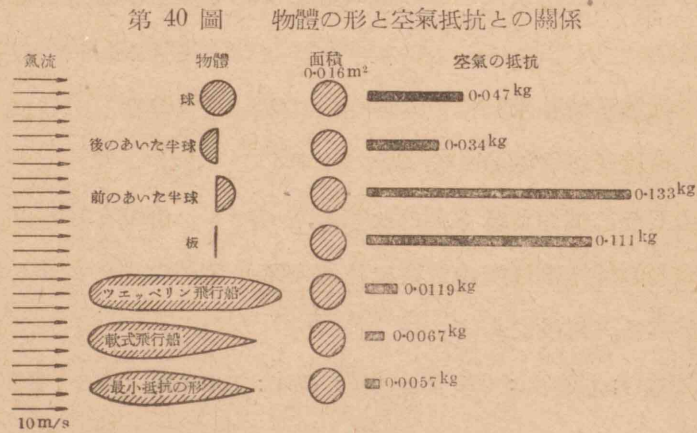 第 40 圖 物體の形と空氣抵抗との關係
氣流 物體 面積 空氣の抵抗
0·016m²
球 0·047kg
後のあいた半球 0·034kg
前のあいた半球 0·133kg
板 0·111kg
ツエッペリン飛行船 0·0119kg
軟式飛行船 0·0067kg
最小抵抗の形 0·0057kg
10m/s